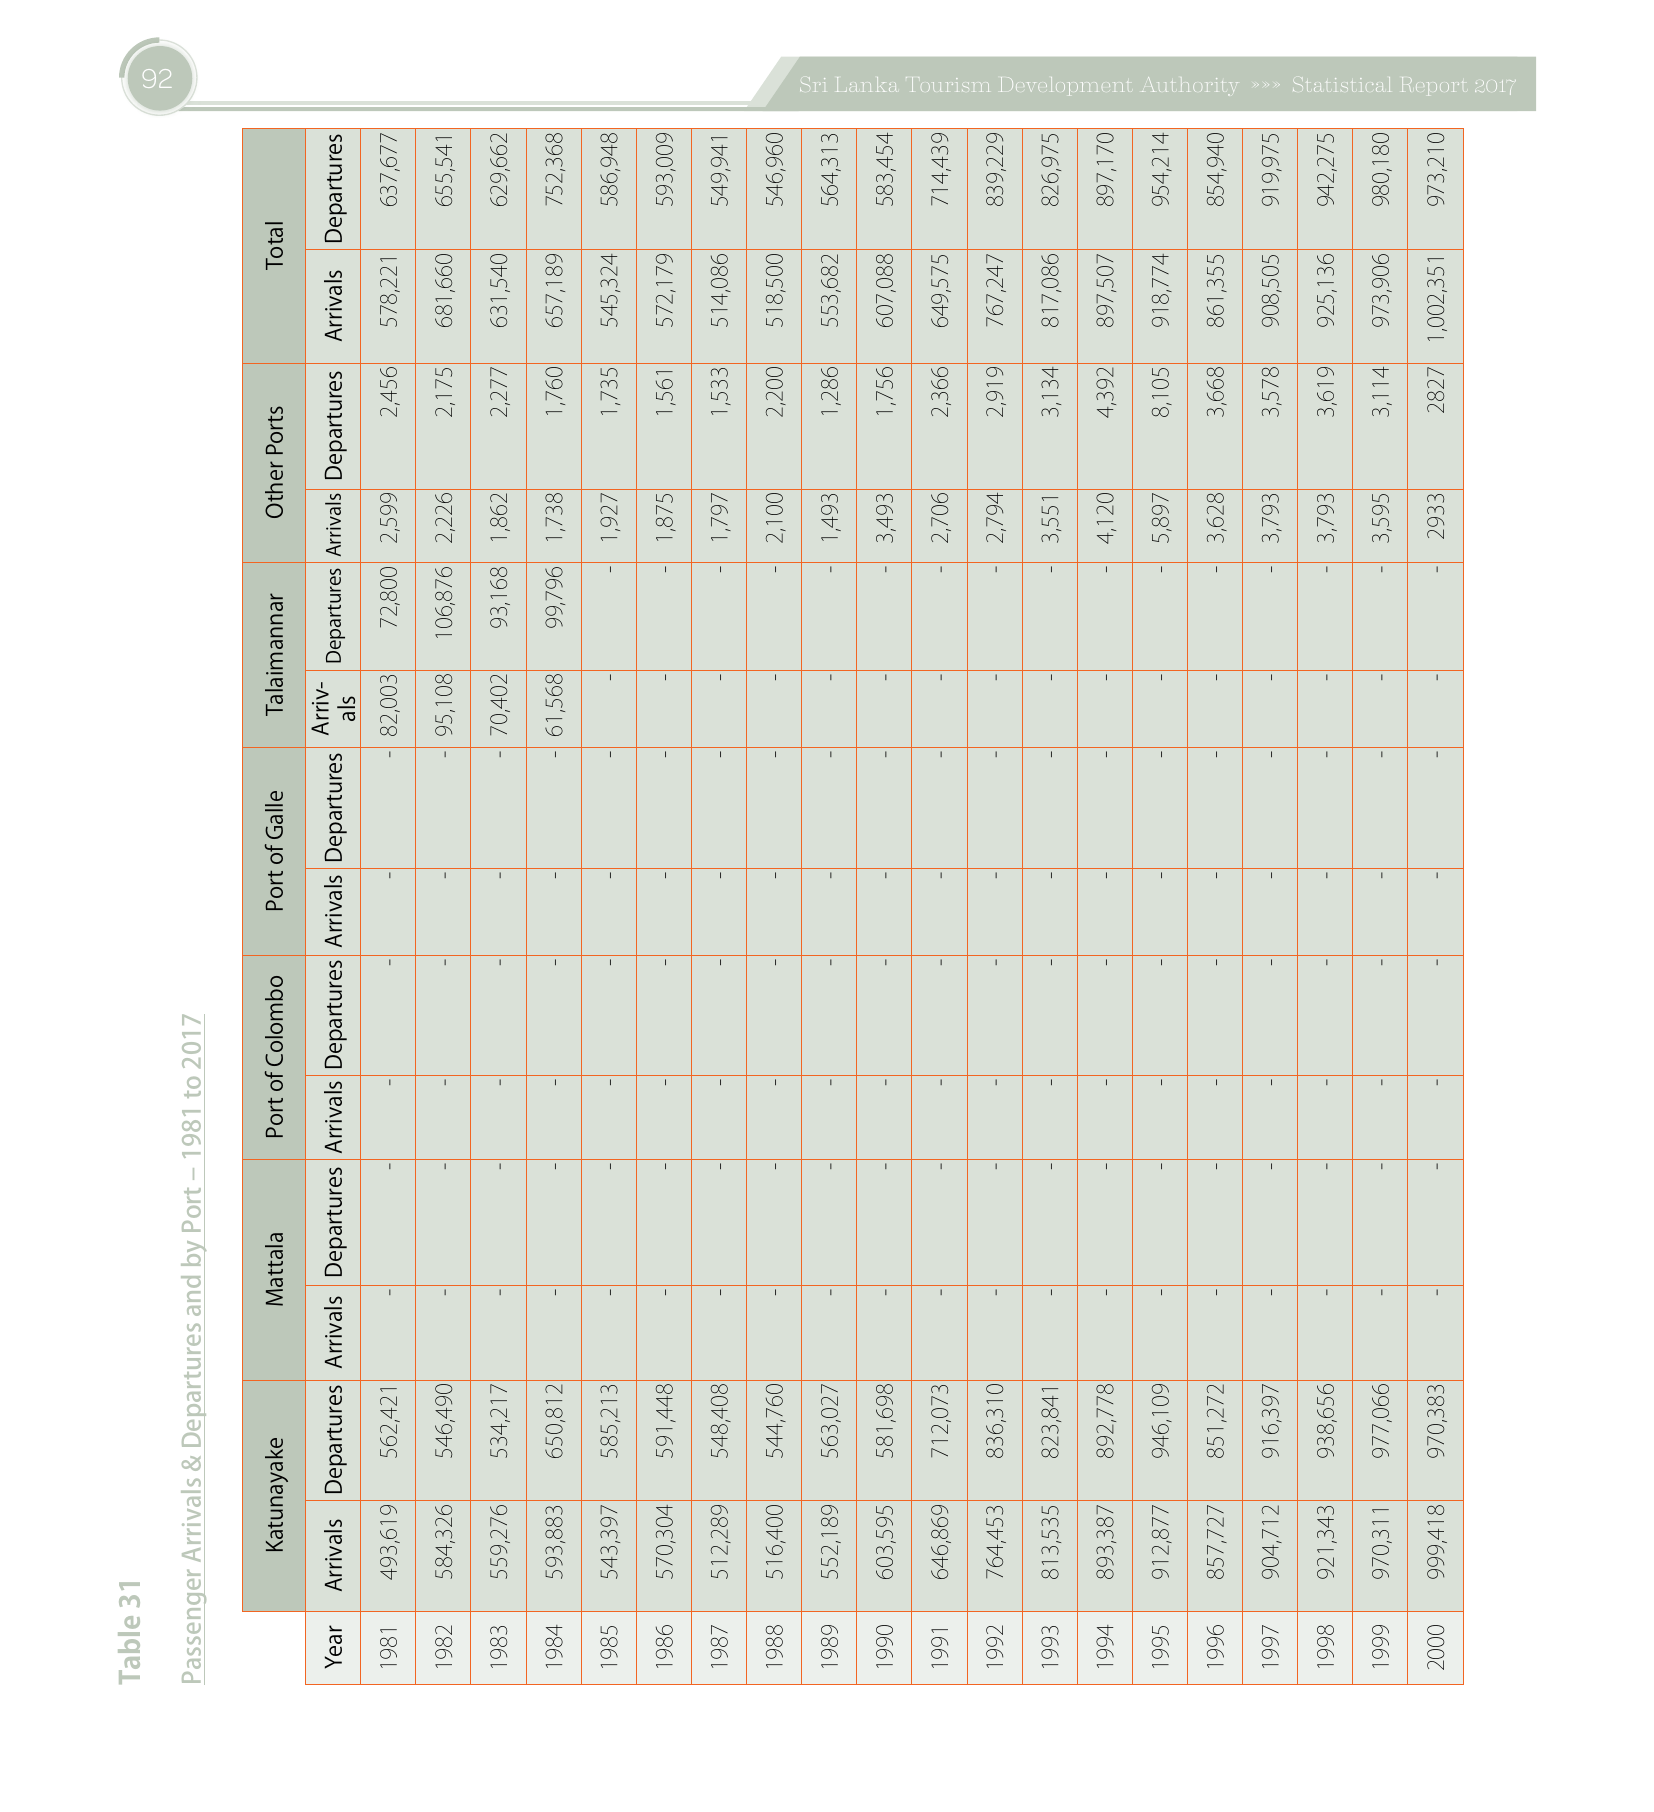 92
Sri Lanka Tourism Development Authority »»» Statistical Report 2017
Table 31
Passenger Arrivals & Departures and by Port – 1981 to 2017
Katunayake Mattala Port of Colombo Port of Galle Talaimannar Other Ports Total
Year Arrivals Departures Arrivals Departures Arrivals Departures Arrivals Departures Arriv-als Departures Arrivals Departures Arrivals Departures
1981 493,619 562,421 - - - - - - 82,003 72,800 2,599 2,456 578,221 637,677
1982 584,326 546,490 - - - - - - 95,108 106,876 2,226 2,175 681,660 655,541
1983 559,276 534,217 - - - - - - 70,402 93,168 1,862 2,277 631,540 629,662
1984 593,883 650,812 - - - - - - 61,568 99,796 1,738 1,760 657,189 752,368
1985 543,397 585,213 - - - - - - - - 1,927 1,735 545,324 586,948
1986 570,304 591,448 - - - - - - - - 1,875 1,561 572,179 593,009
1987 512,289 548,408 - - - - - - - - 1,797 1,533 514,086 549,941
1988 516,400 544,760 - - - - - - - - 2,100 2,200 518,500 546,960
1989 552,189 563,027 - - - - - - - - 1,493 1,286 553,682 564,313
1990 603,595 581,698 - - - - - - - - 3,493 1,756 607,088 583,454
1991 646,869 712,073 - - - - - - - - 2,706 2,366 649,575 714,439
1992 764,453 836,310 - - - - - - - - 2,794 2,919 767,247 839,229
1993 813,535 823,841 - - - - - - - - 3,551 3,134 817,086 826,975
1994 893,387 892,778 - - - - - - - - 4,120 4,392 897,507 897,170
1995 912,877 946,109 - - - - - - - - 5,897 8,105 918,774 954,214
1996 857,727 851,272 - - - - - - - - 3,628 3,668 861,355 854,940
1997 904,712 916,397 - - - - - - - - 3,793 3,578 908,505 919,975
1998 921,343 938,656 - - - - - - - - 3,793 3,619 925,136 942,275
1999 970,311 977,066 - - - - - - - - 3,595 3,114 973,906 980,180
2000 999,418 970,383 - - - - - - - - 2933 2827 1,002,351 973,210